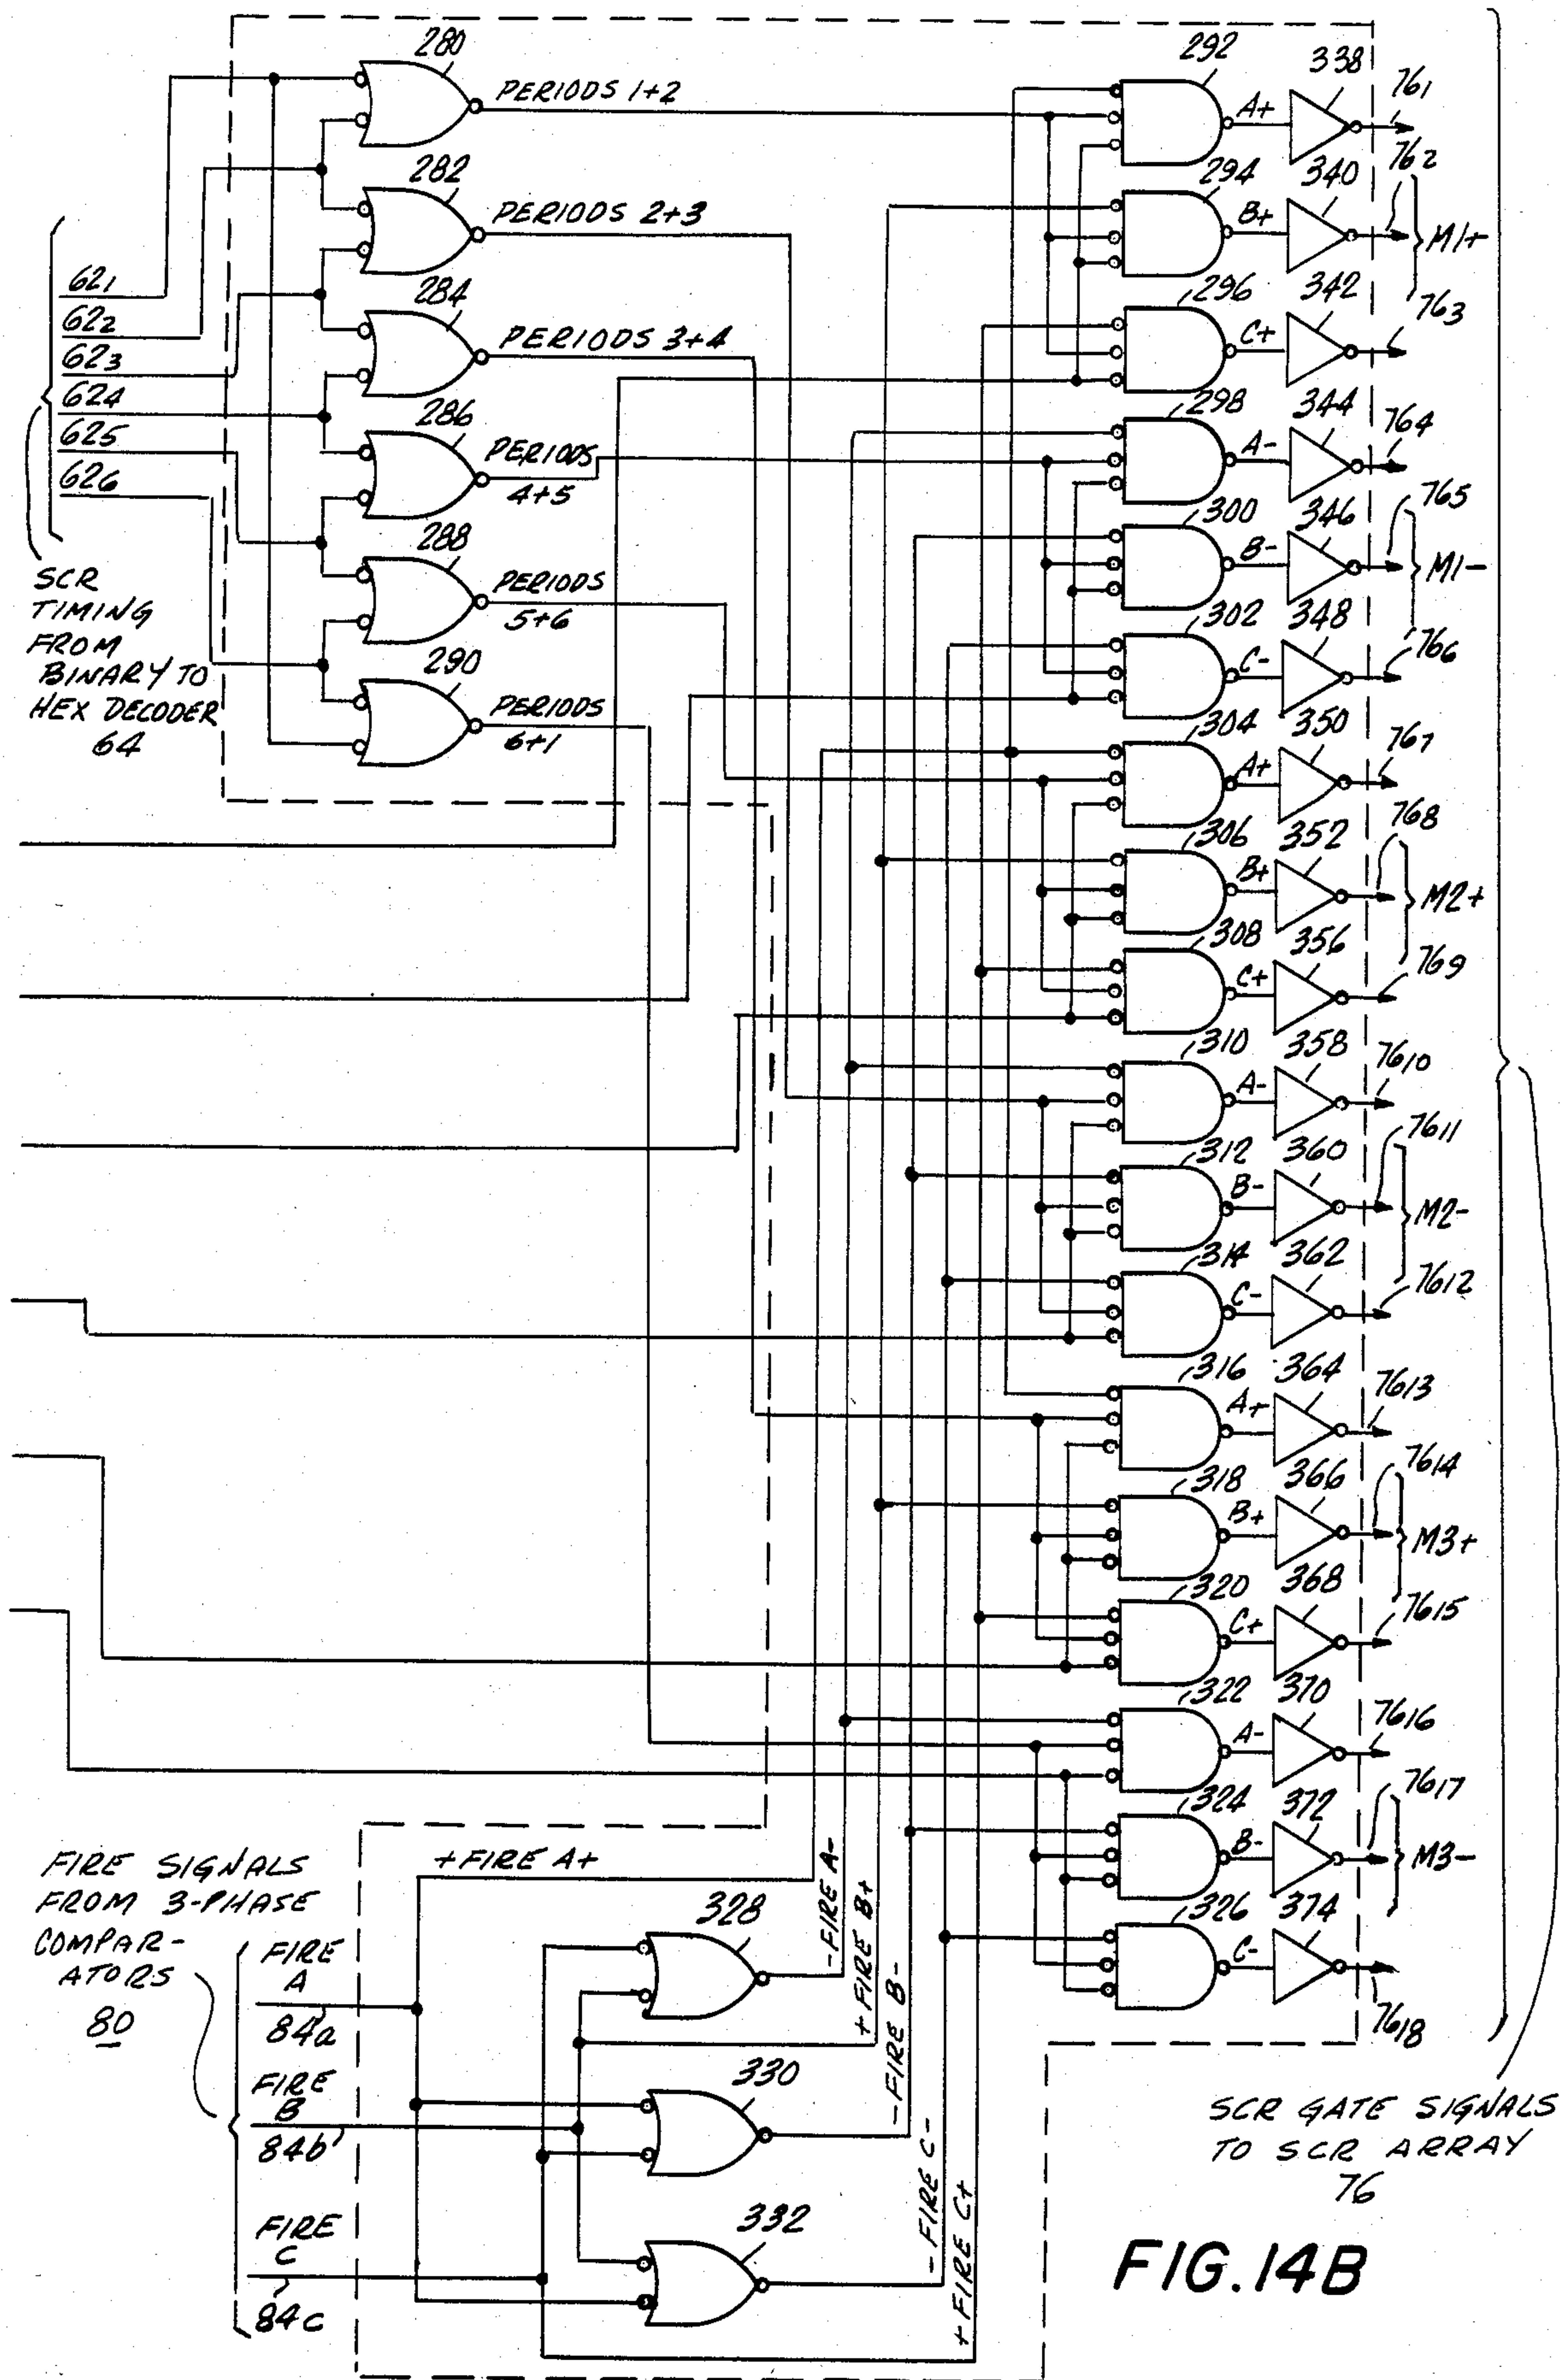 280
PERIODS 1+2
292
338
761
282
PERIODS 2+3
294
340
762
M1+
284
PERIODS 3+4
296
342
763
621
622
623
624
625
626
286
PERIODS
4+5
298
344
764
288
PERIODS
5+6
300
346
765
M1-
290
PERIODS
6+1
302
348
766
SCR
TIMING
FROM
BINARY TO
HEX DECODER
64
A+
B+
C+
A-
B-
C-
304
A+
350
767
306
B+
352
768
M2+
308
C+
356
769
310
A-
358
7610
312
B-
360
7611
M2-
314
C-
362
7612
316
A+
364
7613
318
B+
366
7614
M3+
320
C+
368
7615
322
A-
370
7616
324
B-
372
7617
M3-
326
C-
374
7618
FIRE SIGNALS
FROM 3-PHASE
COMPAR-
ATORS
80
FIRE
A
84a
FIRE
B
84b
FIRE
C
84c
+FIRE A+
328
330
332
-FIRE A-
+FIRE B+
-FIRE B-
-FIRE C-
+FIRE C+
SCR GATE SIGNALS
TO SCR ARRAY
76
FIG.14B